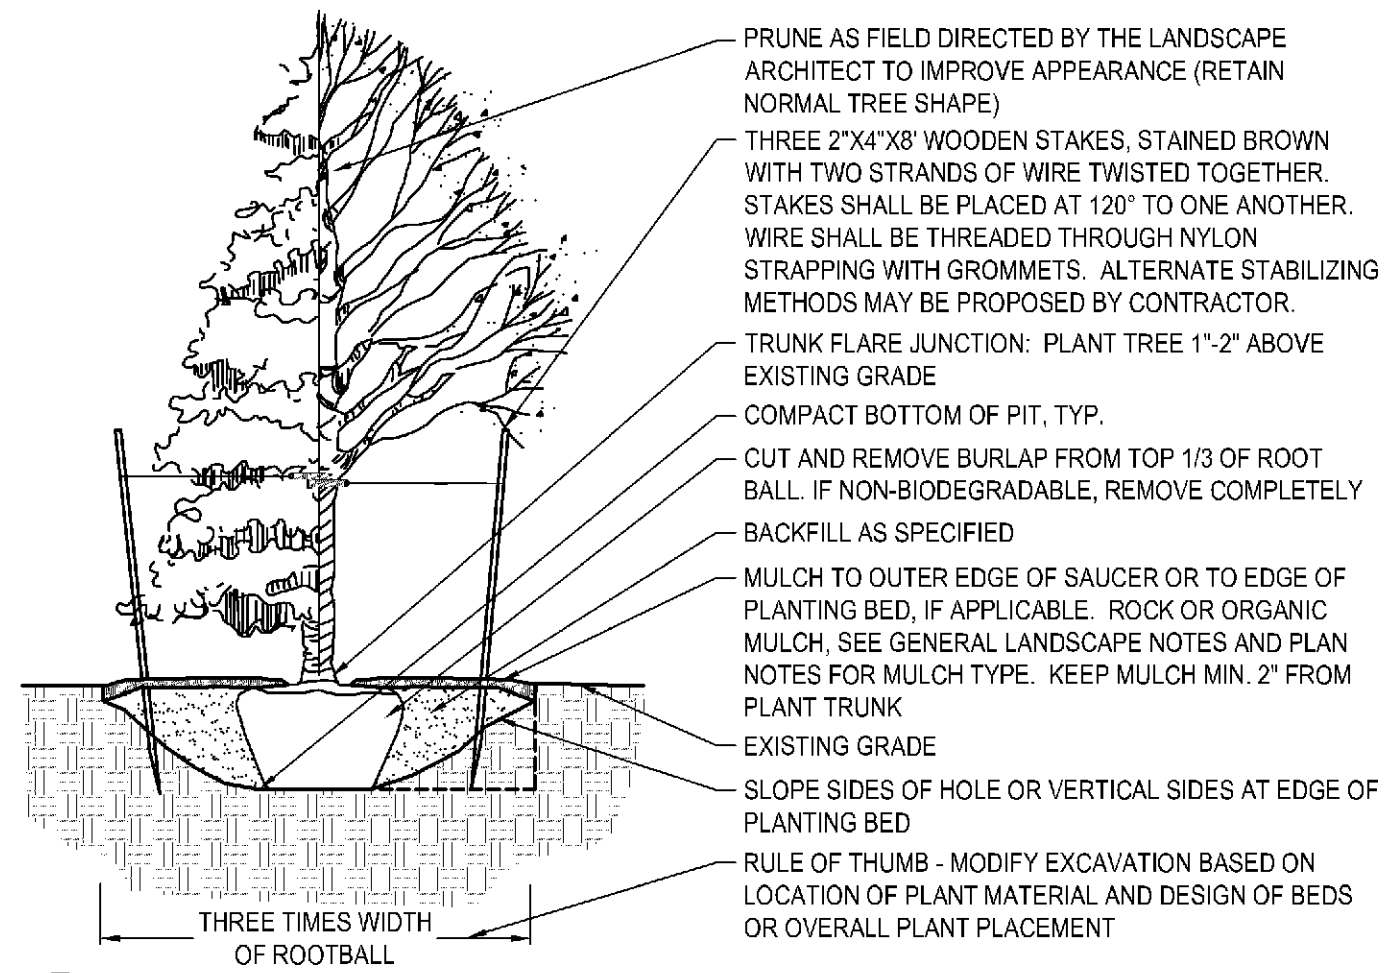 PRUNE AS FIELD DIRECTED BY THE LANDSCAPE
ARCHITECT TO IMPROVE APPEARANCE (RETAIN
NORMAL TREE SHAPE)
THREE 2"X4"X8' WOODEN STAKES, STAINED BROWN
WITH TWO STRANDS OF WIRE TWISTED TOGETHER.
STAKES SHALL BE PLACED AT 120° TO ONE ANOTHER.
WIRE SHALL BE THREADED THROUGH NYLON
STRAPPING WITH GROMMETS. ALTERNATE STABILIZING
METHODS MAY BE PROPOSED BY CONTRACTOR.
TRUNK FLARE JUNCTION: PLANT TREE 1"-2" ABOVE
EXISTING GRADE
COMPACT BOTTOM OF PIT, TYP.
CUT AND REMOVE BURLAP FROM TOP 1/3 OF ROOT
BALL. IF NON-BIODEGRADABLE, REMOVE COMPLETELY
BACKFILL AS SPECIFIED
MULCH TO OUTER EDGE OF SAUCER OR TO EDGE OF
PLANTING BED, IF APPLICABLE. ROCK OR ORGANIC
MULCH, SEE GENERAL LANDSCAPE NOTES AND PLAN
NOTES FOR MULCH TYPE. KEEP MULCH MIN. 2" FROM
PLANT TRUNK
EXISTING GRADE
SLOPE SIDES OF HOLE OR VERTICAL SIDES AT EDGE OF
PLANTING BED
RULE OF THUMB - MODIFY EXCAVATION BASED ON
LOCATION OF PLANT MATERIAL AND DESIGN OF BEDS
OR OVERALL PLANT PLACEMENT
THREE TIMES WIDTH
OF ROOTBALL